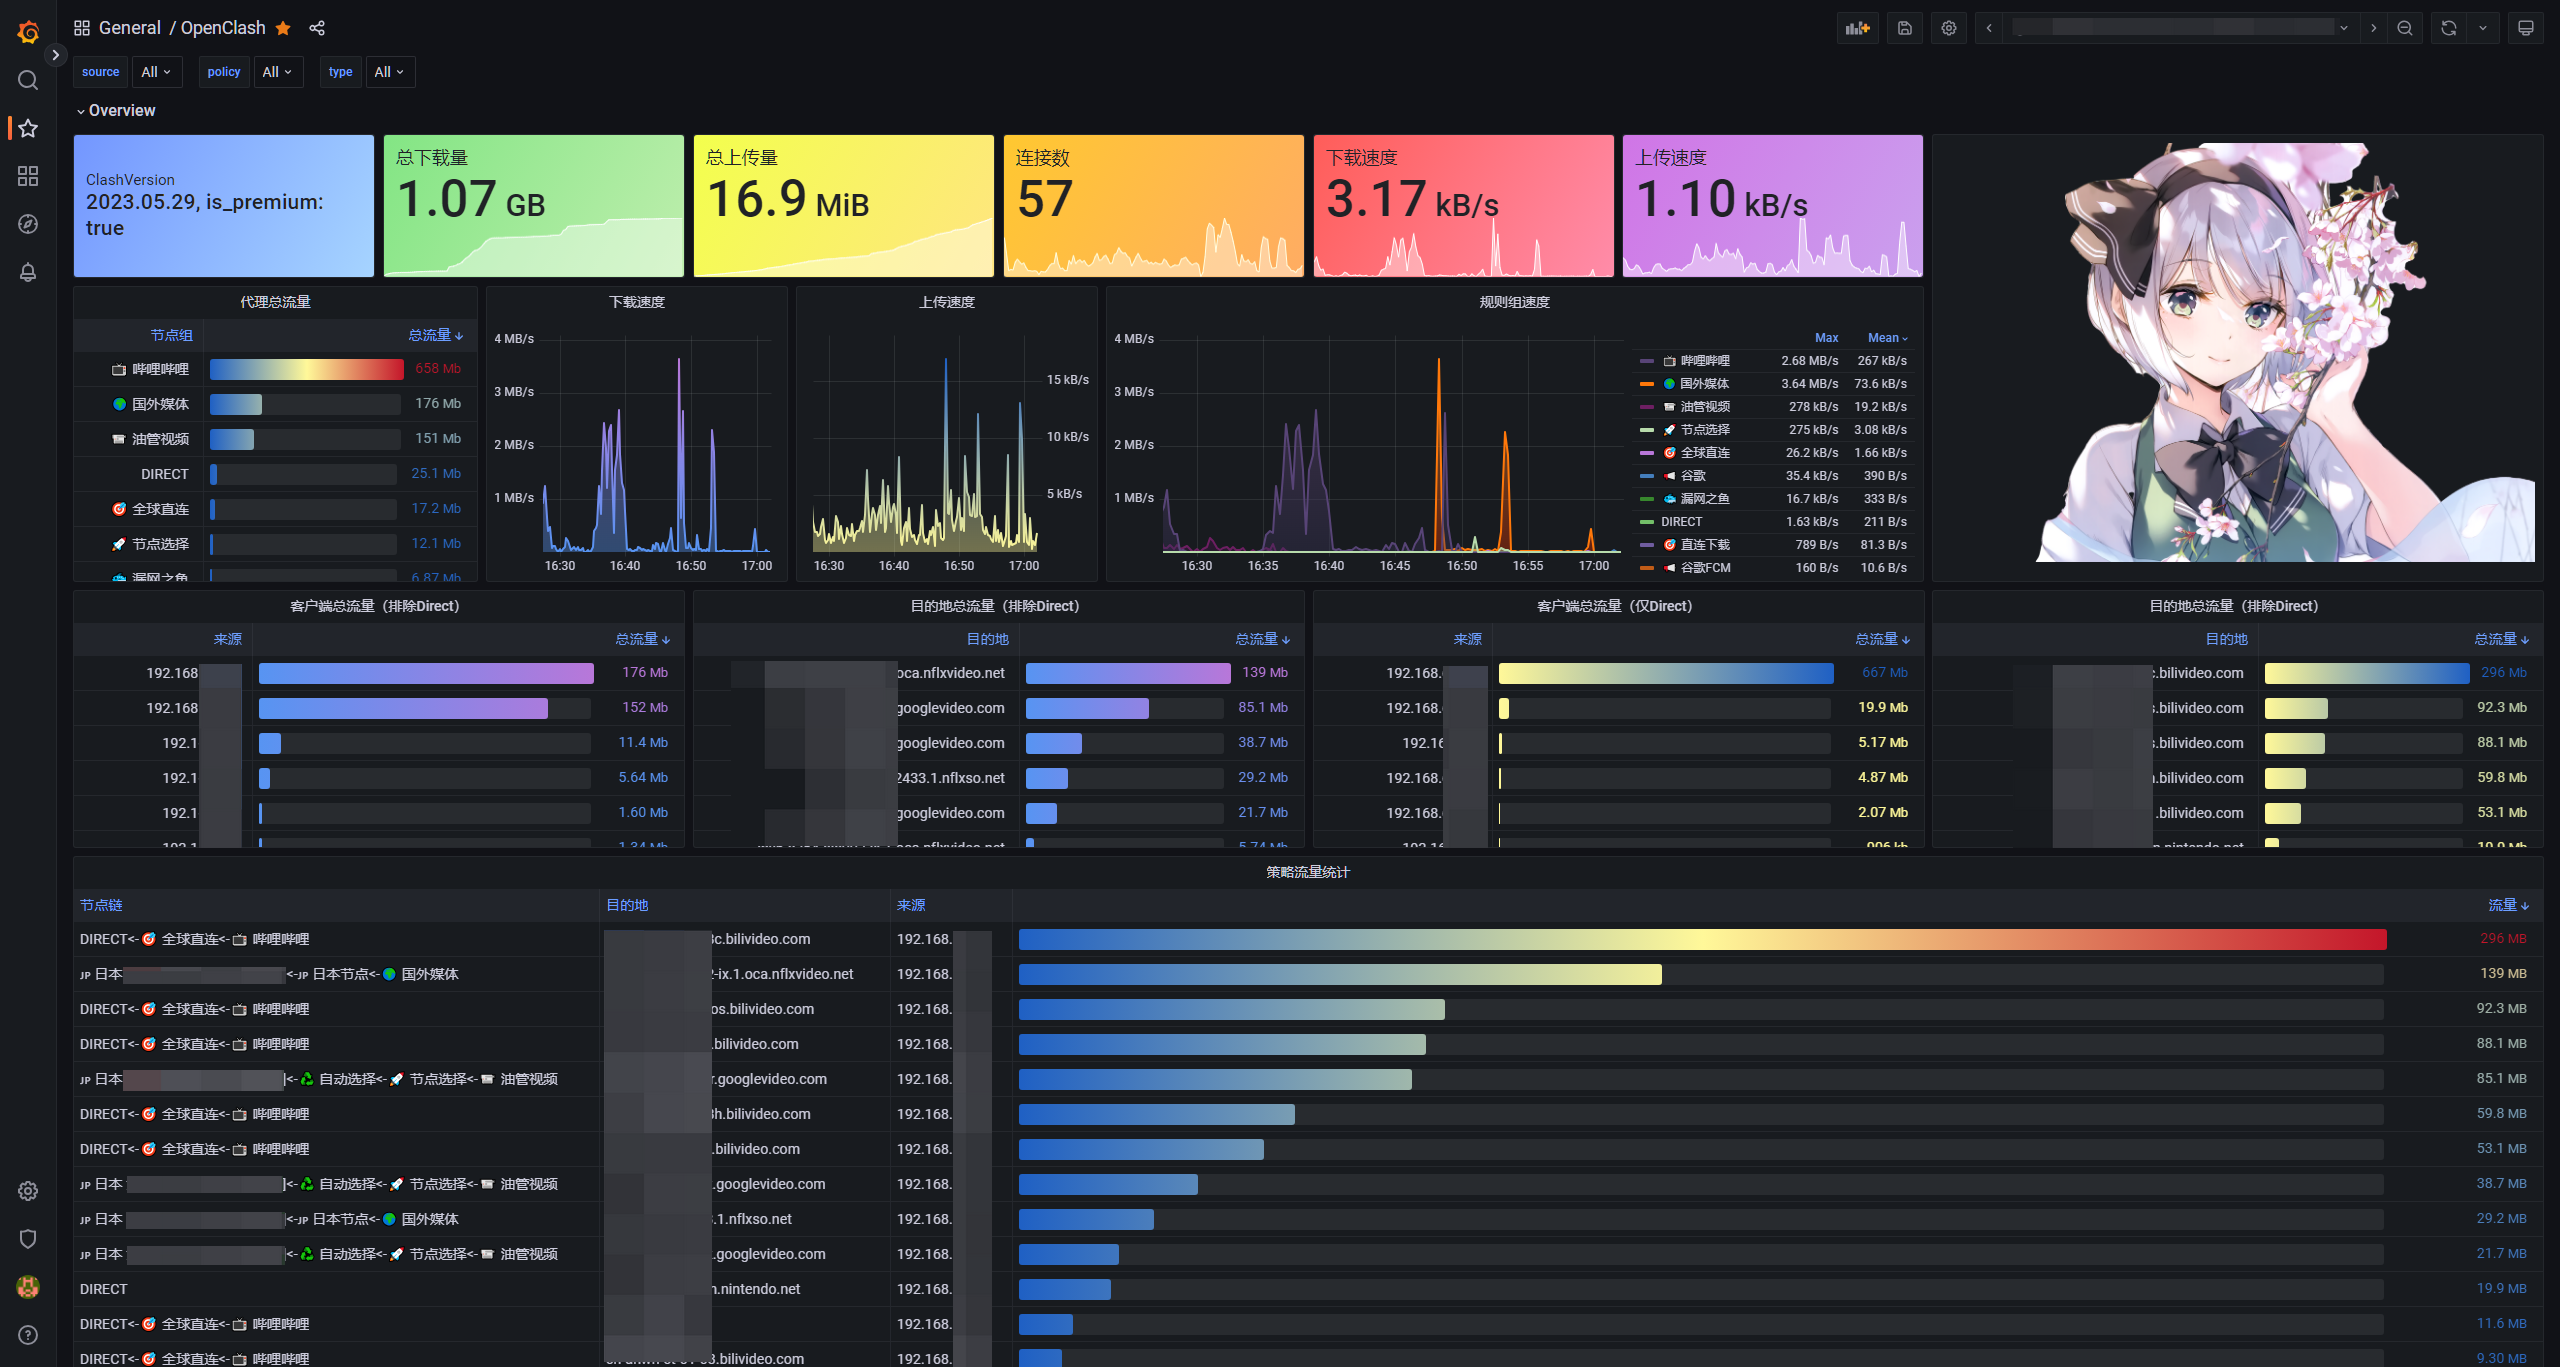 General / OpenClash
source All policy All type All
Overview
ClashVersion
2023.05.29, is_premium:
true
总下载量
1.07 GB
总上传量
16.9 MiB
连接数
57
下载速度
3.17 kB/s
上传速度
1.10 kB/s
代理总流量
节点组 总流量
哔哩哔哩 658 Mb
国外媒体 176 Mb
油管视频 151 Mb
DIRECT 25.1 Mb
全球直连 17.2 Mb
节点选择 12.1 Mb
漏网之鱼 6.87 Mb
下载速度
4 MB/s
3 MB/s
2 MB/s
1 MB/s
16:30 16:40 16:50 17:00
上传速度
15 kB/s
10 kB/s
5 kB/s
16:30 16:40 16:50 17:00
规则组速度
4 MB/s
3 MB/s
2 MB/s
1 MB/s
16:30 16:35 16:40 16:45 16:50 16:55 17:00
Max Mean
哔哩哔哩 2.68 MB/s 267 kB/s
国外媒体 3.64 MB/s 73.6 kB/s
油管视频 278 kB/s 19.2 kB/s
节点选择 275 kB/s 3.08 kB/s
全球直连 26.2 kB/s 1.66 kB/s
谷歌 35.4 kB/s 390 B/s
漏网之鱼 16.7 kB/s 333 B/s
DIRECT 1.63 kB/s 211 B/s
直连下载 789 B/s 81.3 B/s
谷歌FCM 160 B/s 10.6 B/s
客户端总流量（排除Direct）
来源 总流量
192.168 176 Mb
192.168 152 Mb
192.1 11.4 Mb
192.1 5.64 Mb
192.1 1.60 Mb
192.1 1.34 Mb
目的地总流量（排除Direct）
目的地 总流量
oca.nflxvideo.net 139 Mb
googlevideo.com 85.1 Mb
googlevideo.com 38.7 Mb
2433.1.nflxso.net 29.2 Mb
googlevideo.com 21.7 Mb
oca.nflxvideo.net 5.74 Mb
客户端总流量（仅Direct）
来源 总流量
192.168. 667 Mb
192.168. 19.9 Mb
192.16 5.17 Mb
192.168. 4.87 Mb
192.168. 2.07 Mb
192.16 906 kb
目的地总流量（排除Direct）
目的地 总流量
.bilivideo.com 296 Mb
s.bilivideo.com 92.3 Mb
.bilivideo.com 88.1 Mb
.bilivideo.com 59.8 Mb
.bilivideo.com 53.1 Mb
n.nintendo.net 19.9 Mb
策略流量统计
节点链 目的地 来源 流量
DIRECT<- 全球直连<- 哔哩哔哩 3c.bilivideo.com 192.168. 296 MB
JP 日本 <-JP 日本节点<- 国外媒体 2-ix.1.oca.nflxvideo.net 192.168. 139 MB
DIRECT<- 全球直连<- 哔哩哔哩 os.bilivideo.com 192.168. 92.3 MB
DIRECT<- 全球直连<- 哔哩哔哩 .bilivideo.com 192.168. 88.1 MB
JP 日本 <- 自动选择<- 节点选择<- 油管视频 r.googlevideo.com 192.168. 85.1 MB
DIRECT<- 全球直连<- 哔哩哔哩 3h.bilivideo.com 192.168. 59.8 MB
DIRECT<- 全球直连<- 哔哩哔哩 .bilivideo.com 192.168. 53.1 MB
JP 日本 <- 自动选择<- 节点选择<- 油管视频 .googlevideo.com 192.168. 38.7 MB
JP 日本 <-JP 日本节点<- 国外媒体 3.1.nflxso.net 192.168. 29.2 MB
JP 日本 <- 自动选择<- 节点选择<- 油管视频 .googlevideo.com 192.168. 21.7 MB
DIRECT n.nintendo.net 192.168. 19.9 MB
DIRECT<- 全球直连<- 哔哩哔哩 192.168. 11.6 MB
DIRECT<- 全球直连<- 哔哩哔哩 .bilivideo.com 192.168. 9.30 MB